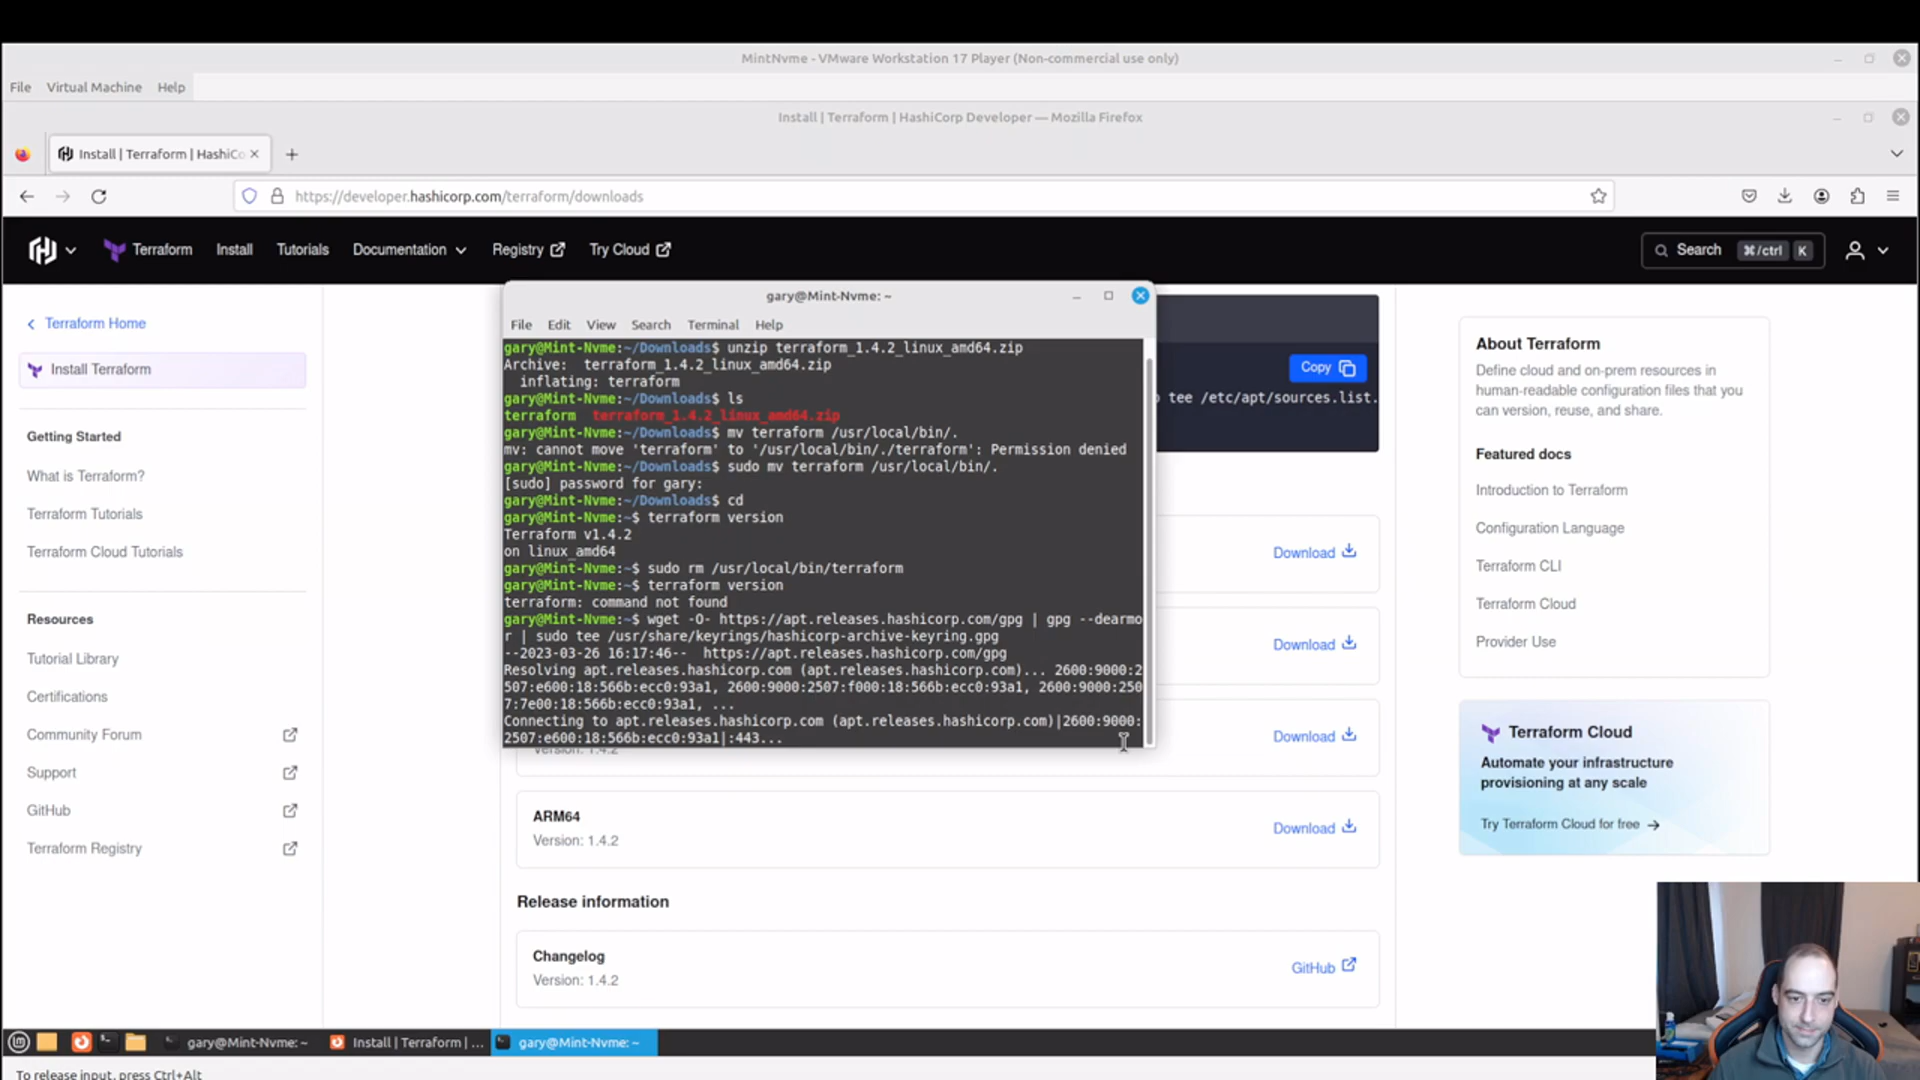 MintNvme - VMware Workstation 17 Player (Non-commercial use only)
File Virtual Machine Help
Install | Terraform | HashiCorp Developer — Mozilla Firefox
Install | Terraform | HashiCo
https://developer.hashicorp.com/terraform/downloads
Terraform Install Tutorials Documentation Registry Try Cloud Search ⌘/ctrl K
Terraform Home
Install Terraform
Getting Started
What is Terraform?
Terraform Tutorials
Terraform Cloud Tutorials
Resources
Tutorial Library
Certifications
Community Forum
Support
GitHub
Terraform Registry
gary@Mint-Nvme: ~
File Edit View Search Terminal Help
gary@Mint-Nvme:~/Downloads$ unzip terraform_1.4.2_linux_amd64.zip
Archive:  terraform_1.4.2_linux_amd64.zip
  inflating: terraform
gary@Mint-Nvme:~/Downloads$ ls
terraform  terraform_1.4.2_linux_amd64.zip
gary@Mint-Nvme:~/Downloads$ mv terraform /usr/local/bin/.
mv: cannot move 'terraform' to '/usr/local/bin/./terraform': Permission denied
gary@Mint-Nvme:~/Downloads$ sudo mv terraform /usr/local/bin/.
[sudo] password for gary:
gary@Mint-Nvme:~/Downloads$ cd
gary@Mint-Nvme:~$ terraform version
Terraform v1.4.2
on linux_amd64
gary@Mint-Nvme:~$ sudo rm /usr/local/bin/terraform
gary@Mint-Nvme:~$ terraform version
terraform: command not found
gary@Mint-Nvme:~$ wget -O- https://apt.releases.hashicorp.com/gpg | gpg --dearmo
r | sudo tee /usr/share/keyrings/hashicorp-archive-keyring.gpg
--2023-03-26 16:17:46--  https://apt.releases.hashicorp.com/gpg
Resolving apt.releases.hashicorp.com (apt.releases.hashicorp.com)... 2600:9000:2
507:e600:18:566b:ecc0:93a1, 2600:9000:2507:f000:18:566b:ecc0:93a1, 2600:9000:250
7:7e00:18:566b:ecc0:93a1, ...
Connecting to apt.releases.hashicorp.com (apt.releases.hashicorp.com)|2600:9000:
2507:e600:18:566b:ecc0:93a1|:443...
Copy
tee /etc/apt/sources.list.
Download
Download
Download
Version: 1.4.2
ARM64
Version: 1.4.2
Download
Release information
Changelog
Version: 1.4.2
GitHub
About Terraform
Define cloud and on-prem resources in
human-readable configuration files that you
can version, reuse, and share.
Featured docs
Introduction to Terraform
Configuration Language
Terraform CLI
Terraform Cloud
Provider Use
Terraform Cloud
Automate your infrastructure
provisioning at any scale
Try Terraform Cloud for free →
gary@Mint-Nvme: ~ Install | Terraform | ... gary@Mint-Nvme: ~
To release input, press Ctrl+Alt